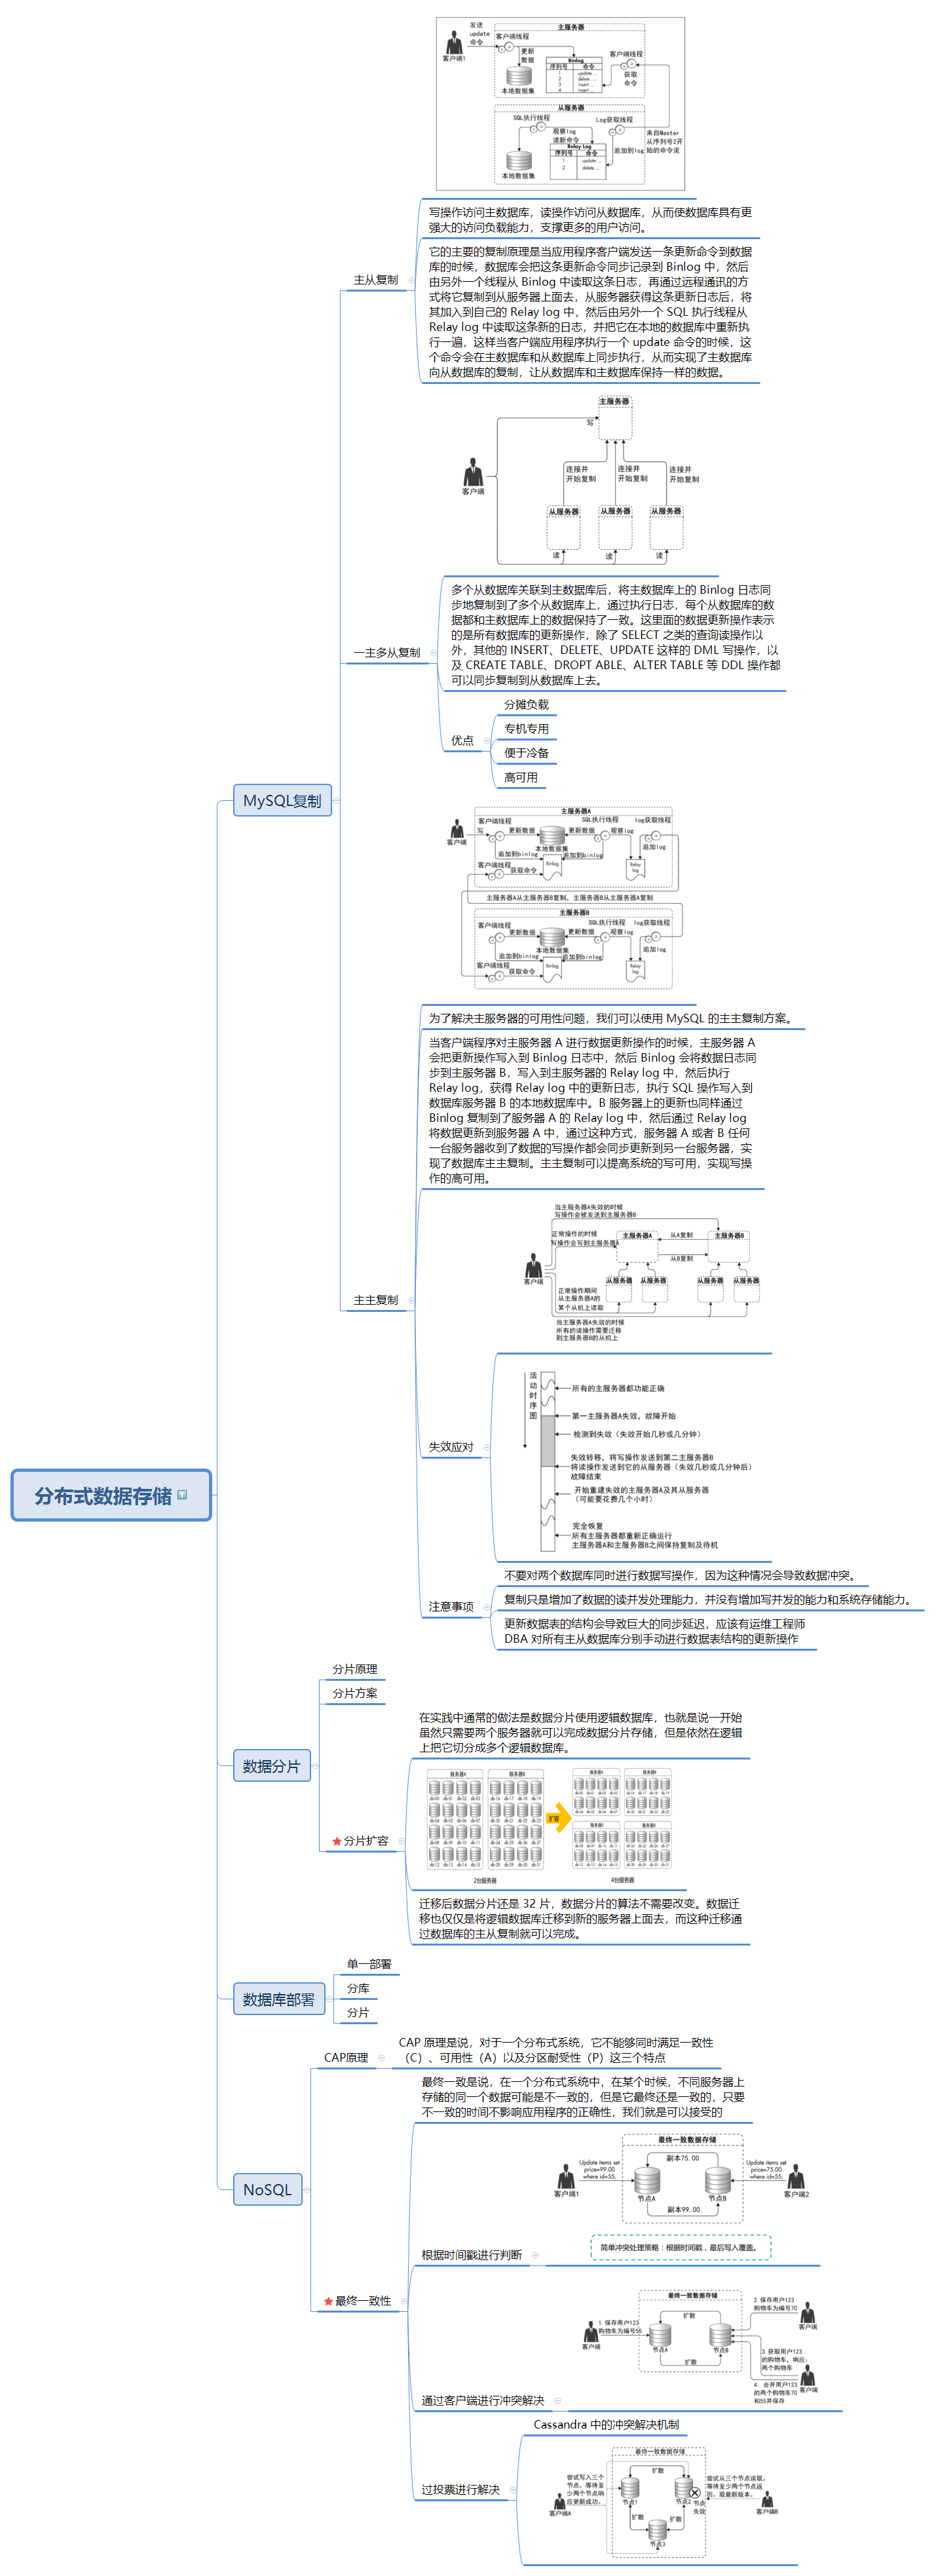 发送
update
命令
客户端1
主服务器
客户端线程
更新
数据
本地数据集
Binlog
序列号 命令
1 update ...
2 delete ...
3 insert ...
4 insert ...
客户端线程
获取
命令
从服务器
SQL执行线程
Log获取线程
观察log
读新命令
本地数据集
Relay Log
序列号 命令
1 update ...
2 delete ...
追加到log
来自Master
从序列号2开
始的命令流
写操作访问主数据库，读操作访问从数据库，从而使数据库具有更
强大的访问负载能力，支撑更多的用户访问。
主从复制
它的主要的复制原理是当应用程序客户端发送一条更新命令到数据
库的时候，数据库会把这条更新命令同步记录到 Binlog 中，然后
由另外一个线程从 Binlog 中读取这条日志，再通过远程通讯的方
式将它复制到从服务器上面去，从服务器获得这条更新日志后，将
其加入到自己的 Relay log 中，然后由另外一个 SQL 执行线程从
Relay log 中读取这条新的日志，并把它在本地的数据库中重新执
行一遍，这样当客户端应用程序执行一个 update 命令的时候，这
个命令会在主数据库和从数据库上同步执行，从而实现了主数据库
向从数据库的复制，让从数据库和主数据库保持一样的数据。
主服务器
写
客户端
连接并
开始复制
连接并
开始复制
连接并
开始复制
从服务器
从服务器
从服务器
读
读
读
多个从数据库关联到主数据库后，将主数据库上的 Binlog 日志同
步地复制到了多个从数据库上，通过执行日志，每个从数据库的数
据都和主数据库上的数据保持了一致。这里面的数据更新操作表示
的是所有数据库的更新操作，除了 SELECT 之类的查询读操作以
外，其他的 INSERT、DELETE、UPDATE 这样的 DML 写操作，以
及 CREATE TABLE、DROPT ABLE、ALTER TABLE 等 DDL 操作都
可以同步复制到从数据库上去。
一主多从复制
优点
分摊负载
专机专用
便于冷备
高可用
MySQL复制
主服务器A
客户端线程
SQL执行线程
log获取线程
客户端
写
更新数据
更新数据
观察log
本地数据集
追加到binlog
追加到binlog
追加log
客户端线程
获取命令
Binlog
Relay
log
主服务器A从主服务器B复制，主服务器B从主服务器A复制
主服务器B
客户端线程
SQL执行线程
log获取线程
更新数据
更新数据
观察log
本地数据集
追加到binlog
追加到binlog
追加log
客户端线程
获取命令
Binlog
Relay
log
为了解决主服务器的可用性问题，我们可以使用 MySQL 的主主复制方案。
当客户端程序对主服务器 A 进行数据更新操作的时候，主服务器 A
会把更新操作写入到 Binlog 日志中，然后 Binlog 会将数据日志同
步到主服务器 B，写入到主服务器的 Relay log 中，然后执行
Relay log，获得 Relay log 中的更新日志，执行 SQL 操作写入到
数据库服务器 B 的本地数据库中。B 服务器上的更新也同样通过
Binlog 复制到了服务器 A 的 Relay log 中，然后通过 Relay log
将数据更新到服务器 A 中，通过这种方式，服务器 A 或者 B 任何
一台服务器收到了数据的写操作都会同步更新到另一台服务器，实
现了数据库主主复制。主主复制可以提高系统的写可用，实现写操
作的高可用。
主主复制
当主服务器A失效的时候
写操作会被发送到主服务器B
正常操作的时候
写操作会写到主服务器A
主服务器A
从A复制
从B复制
主服务器B
客户端
从服务器
从服务器
从服务器
从服务器
正常操作期间
从主服务器A的
某个从机上读取
当主服务器A失效的时候
所有的读操作需要迁移
到主服务器B的从机上
失效应对
活
动
时
序
图
所有的主服务器都功能正确
第一主服务器A失效，故障开始
检测到失效（失效开始几秒或几分钟）
失效转移，将写操作发送到第二主服务器B
将读操作发送到它的从服务器（失效几秒或几分钟后）
故障结束
开始重建失效的主服务器A及其从服务器
（可能要花费几个小时）
完全恢复
所有主服务器都重新正确运行
主服务器A和主服务器B之间保持复制及待机
注意事项
不要对两个数据库同时进行数据写操作，因为这种情况会导致数据冲突。
复制只是增加了数据的读并发处理能力，并没有增加写并发的能力和系统存储能力。
更新数据表的结构会导致巨大的同步延迟，应该有运维工程师
DBA 对所有主从数据库分别手动进行数据表结构的更新操作
分布式数据存储
数据分片
分片原理
分片方案
分片扩容
在实践中通常的做法是数据分片使用逻辑数据库，也就是说一开始
虽然只需要两个服务器就可以完成数据分片存储，但是依然在逻辑
上把它切分成多个逻辑数据库。
服务器A
服务器B
扩容
2台服务器
4台服务器
迁移后数据分片还是 32 片，数据分片的算法不需要改变。数据迁
移也仅仅是将逻辑数据库迁移到新的服务器上面去，而这种迁移通
过数据库的主从复制就可以完成。
数据库部署
单一部署
分库
分片
NoSQL
CAP原理
CAP 原理是说，对于一个分布式系统，它不能够同时满足一致性
（C）、可用性（A）以及分区耐受性（P）这三个特点
最终一致性
最终一致是说，在一个分布式系统中，在某个时候，不同服务器上
存储的同一个数据可能是不一致的，但是它最终还是一致的，只要
不一致的时间不影响应用程序的正确性，我们就是可以接受的
根据时间戳进行判断
最终一致数据存储
Update items set
price=99.00
where id=55;
客户端1
副本75.00
节点A
节点B
副本99.00
Update items set
price=75.00
where id=55;
客户端2
简单冲突处理策略：根据时间戳，最后写入覆盖。
通过客户端进行冲突解决
最终一致数据存储
1. 保存用户123
购物车为编号55
客户端
扩散
节点A
节点B
扩散
2. 保存用户123
购物车为编号70
客户端
3. 获取用户123
的购物车，响应：
两个购物车
客户端
4. 合并用户123
的两个购物车70
和55并保存
过投票进行解决
Cassandra 中的冲突解决机制
最终一致数据存储
尝试写入三个
节点，等待至
少两个节点响
应更新成功。
客户端A
扩散
节点1
节点2
节点
失效
扩散
扩散
节点3
尝试从三个节点读取，
等待至少两个节点返
回，取最新版本。
客户端B